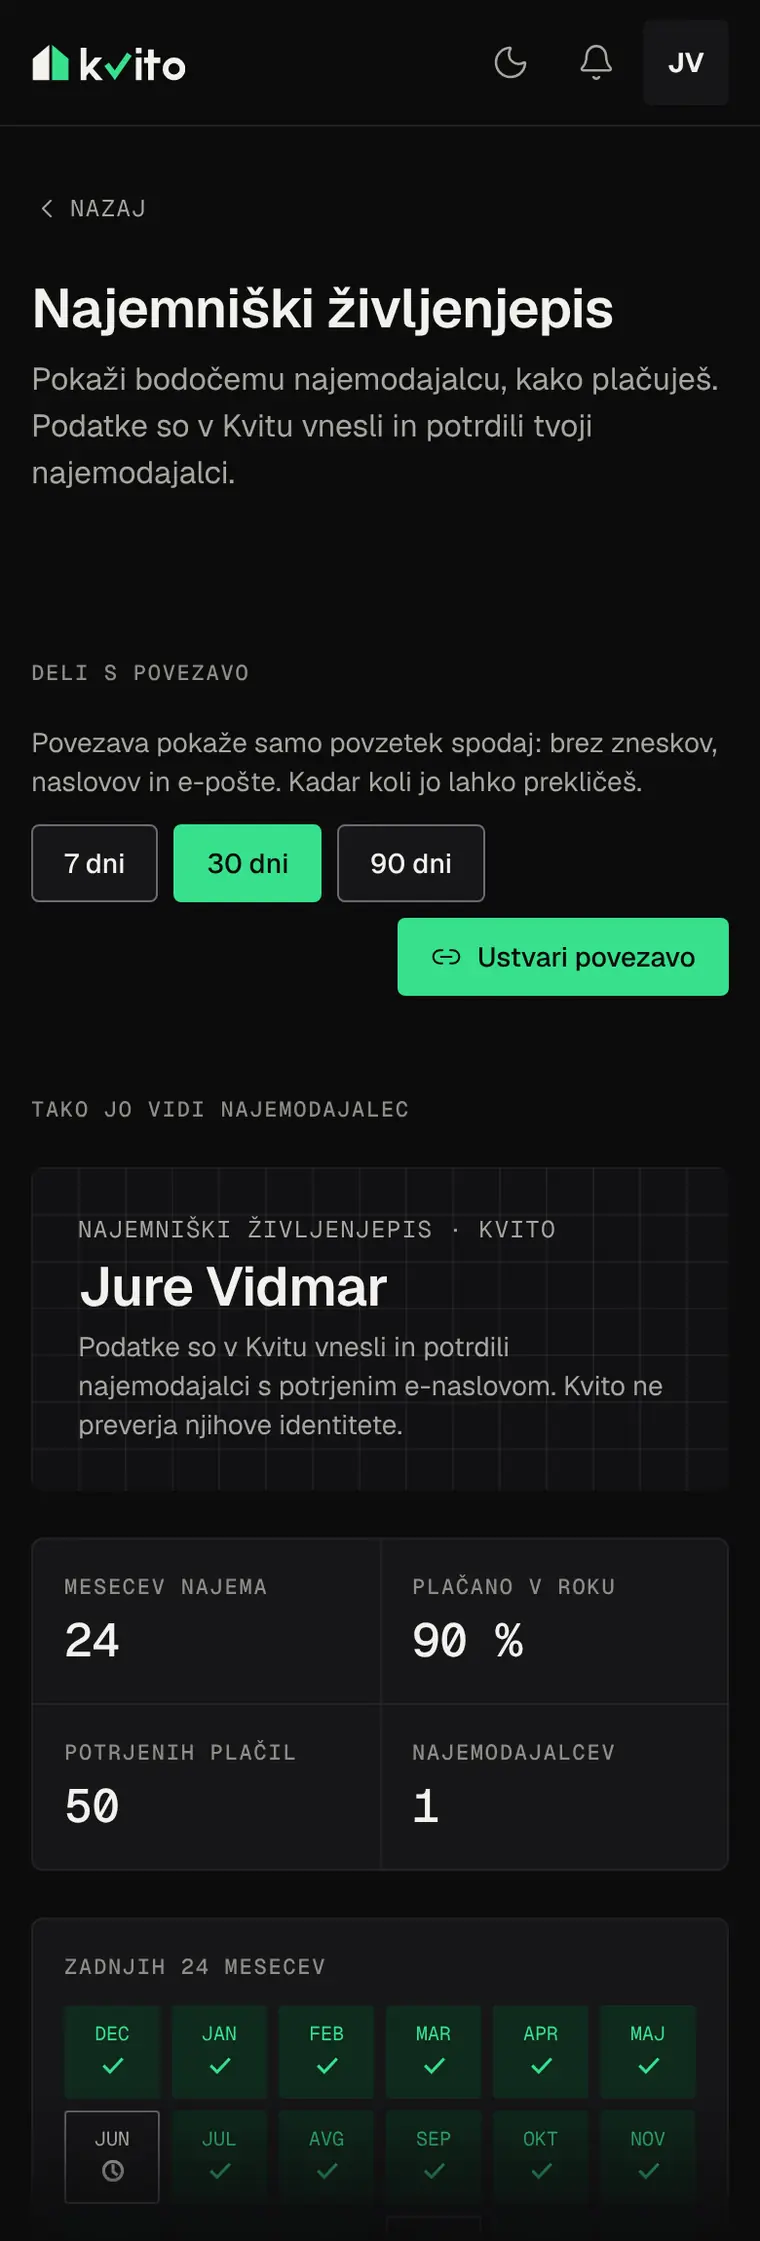 kvito
JV
NAZAJ
Najemniški življenjepis
Pokaži bodočemu najemodajalcu, kako plačuješ.
Podatke so v Kvitu vnesli in potrdili tvoji
najemodajalci.
DELI S POVEZAVO
Povezava pokaže samo povzetek spodaj: brez zneskov,
naslovov in e-pošte. Kadar koli jo lahko prekličeš.
7 dni 30 dni 90 dni
Ustvari povezavo
TAKO JO VIDI NAJEMODAJALEC
NAJEMNIŠKI ŽIVLJENJEPIS · KVITO
Jure Vidmar
Podatke so v Kvitu vnesli in potrdili
najemodajalci s potrjenim e-naslovom. Kvito ne
preverja njihove identitete.
MESECEV NAJEMA PLAČANO V ROKU
24 90 %
POTRJENIH PLAČIL NAJEMODAJALCEV
50 1
ZADNJIH 24 MESECEV
DEC JAN FEB MAR APR MAJ
JUN JUL AVG SEP OKT NOV